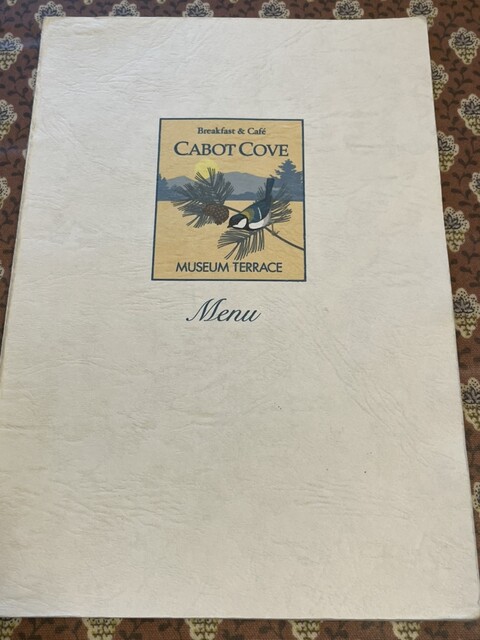 Breakfast & Café
CABOT COVE
MUSEUM TERRACE
Menu